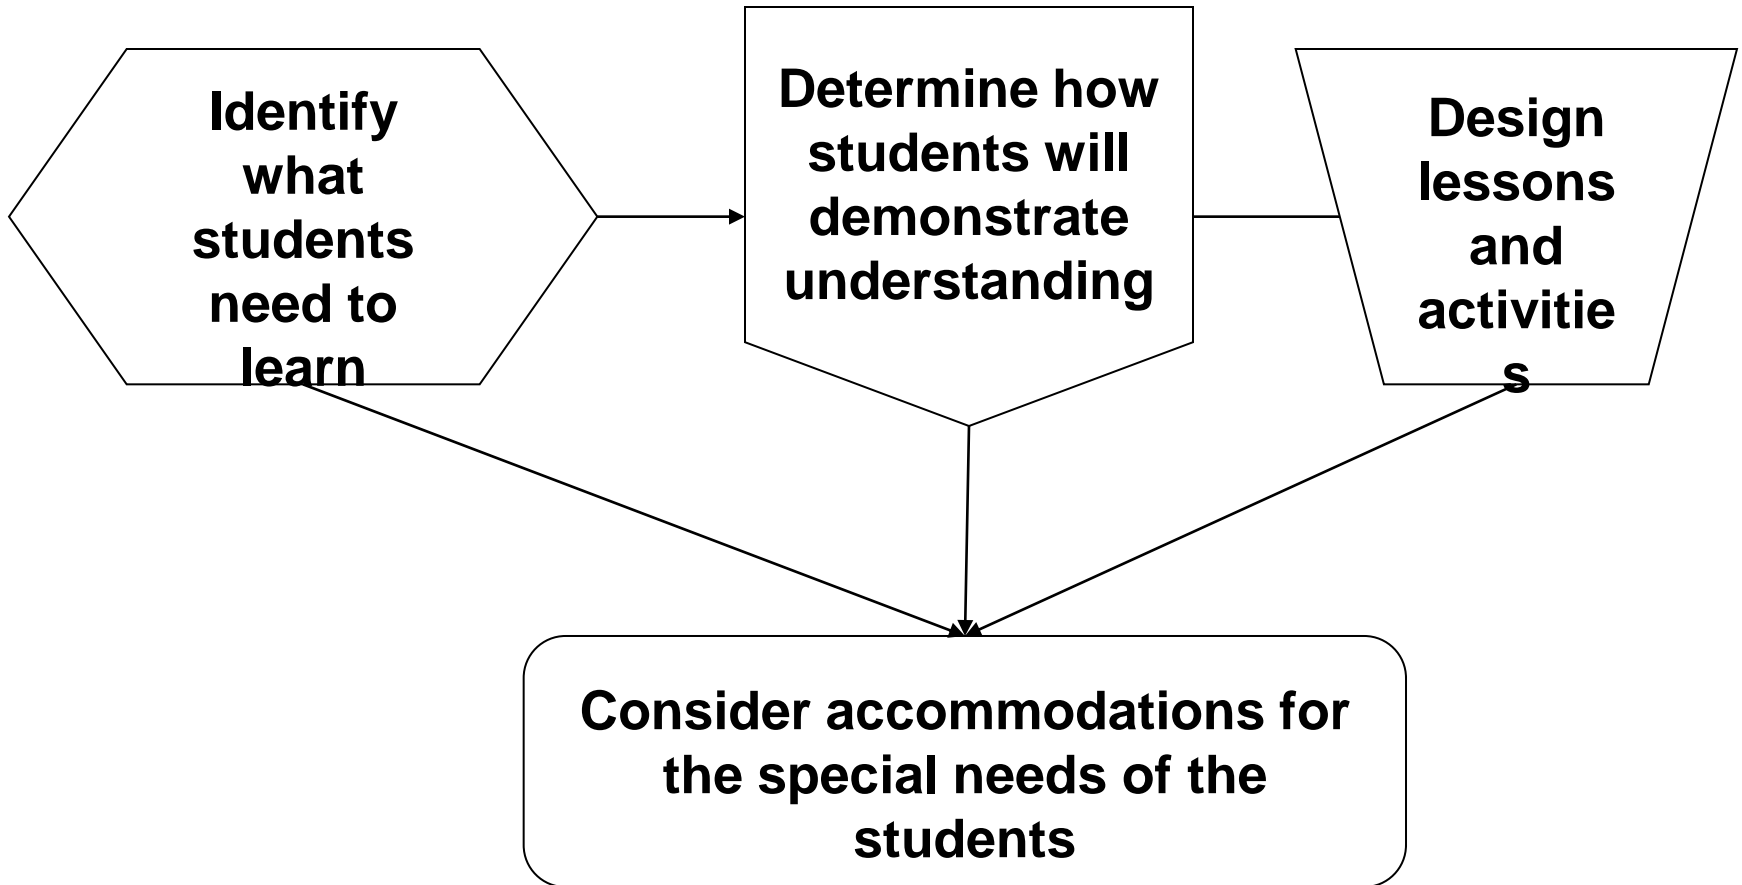 Identify
what
students
need to
learn
Determine how
students will
demonstrate
understanding
Design
lessons
and
activitie
s
Consider accommodations for
the special needs of the
students